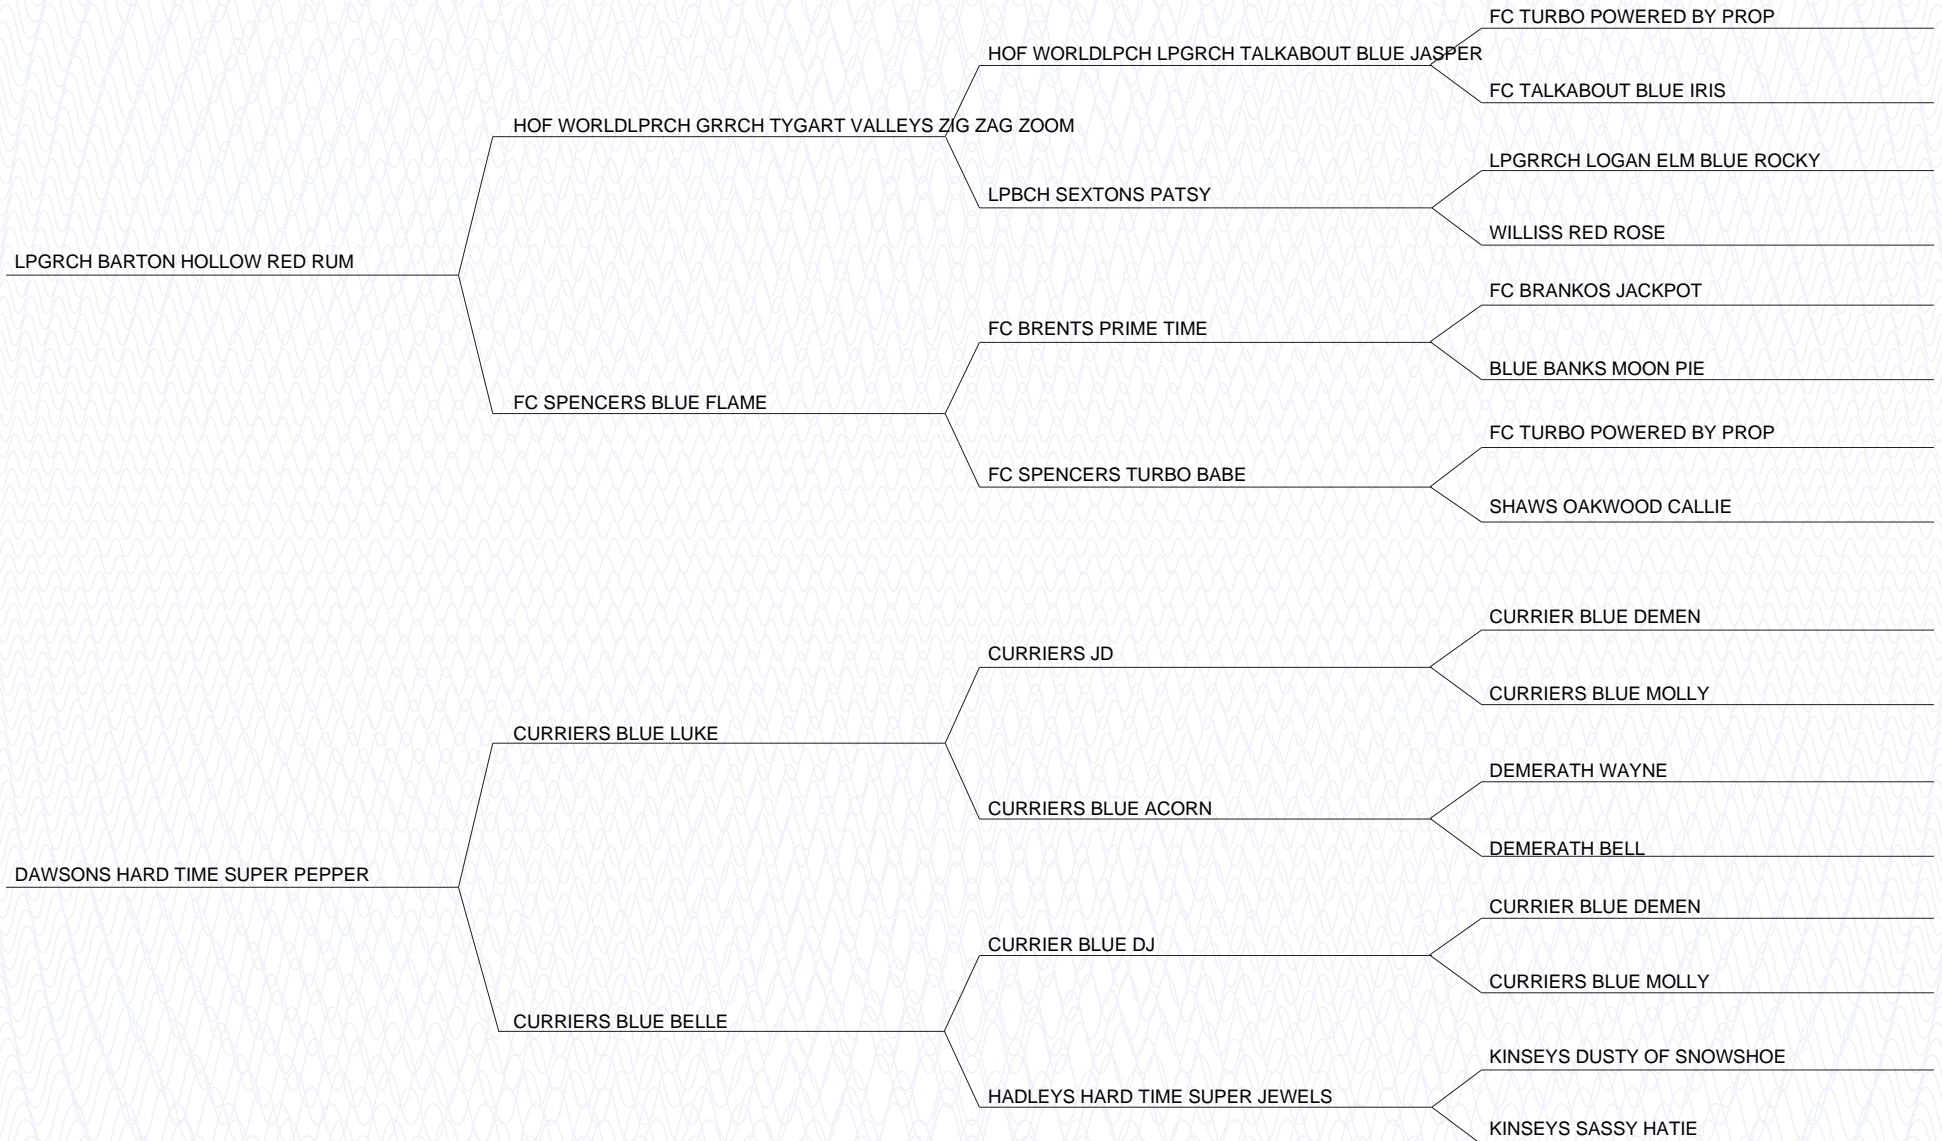 FC TURBO POWERED BY PROP
HOF WORLDLPCH LPGRCH TALKABOUT BLUE JASPER
FC TALKABOUT BLUE IRIS
HOF WORLDLPRCH GRRCH TYGART VALLEYS ZIG ZAG ZOOM
LPGRRCH LOGAN ELM BLUE ROCKY
LPBCH SEXTONS PATSY
WILLISS RED ROSE
LPGRCH BARTON HOLLOW RED RUM
FC BRANKOS JACKPOT
FC BRENTS PRIME TIME
BLUE BANKS MOON PIE
FC SPENCERS BLUE FLAME
FC TURBO POWERED BY PROP
FC SPENCERS TURBO BABE
SHAWS OAKWOOD CALLIE
CURRIER BLUE DEMEN
CURRIERS JD
CURRIERS BLUE MOLLY
CURRIERS BLUE LUKE
DEMERATH WAYNE
CURRIERS BLUE ACORN
DEMERATH BELL
DAWSONS HARD TIME SUPER PEPPER
CURRIER BLUE DEMEN
CURRIER BLUE DJ
CURRIERS BLUE MOLLY
CURRIERS BLUE BELLE
KINSEYS DUSTY OF SNOWSHOE
HADLEYS HARD TIME SUPER JEWELS
KINSEYS SASSY HATIE